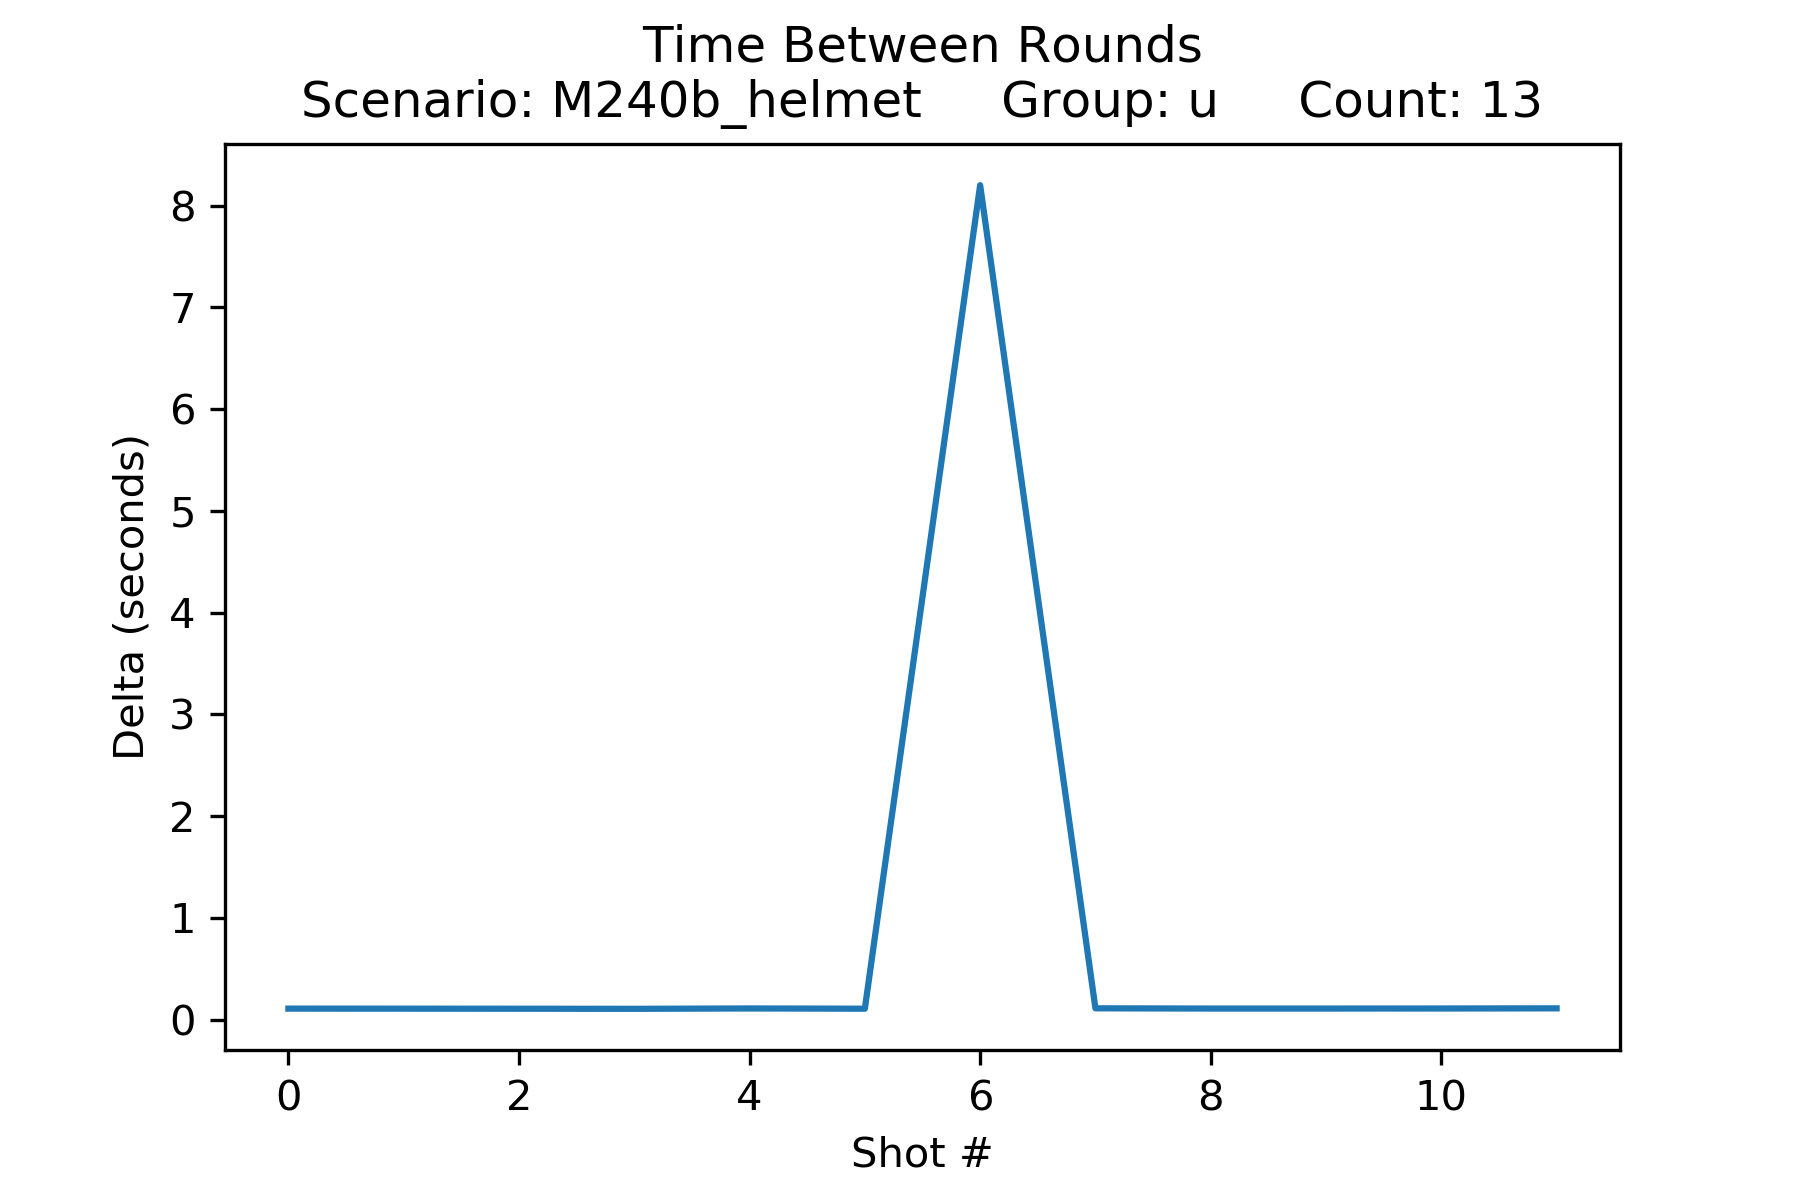 Time Between Rounds
Scenario: M240b_helmet Group: u Count: 13
8
7
6
5
4
3
2
1
0
Delta (seconds)
0 2 4 6 8 10
Shot #